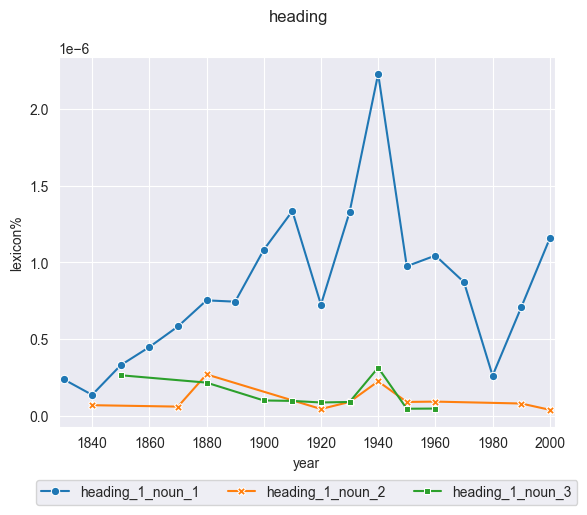 heading
1e−6
2.0
1.5
1.0
0.5
0.0
lexicon%
1840 1860 1880 1900 1920 1940 1960 1980 2000
year
heading_1_noun_1 heading_1_noun_2 heading_1_noun_3